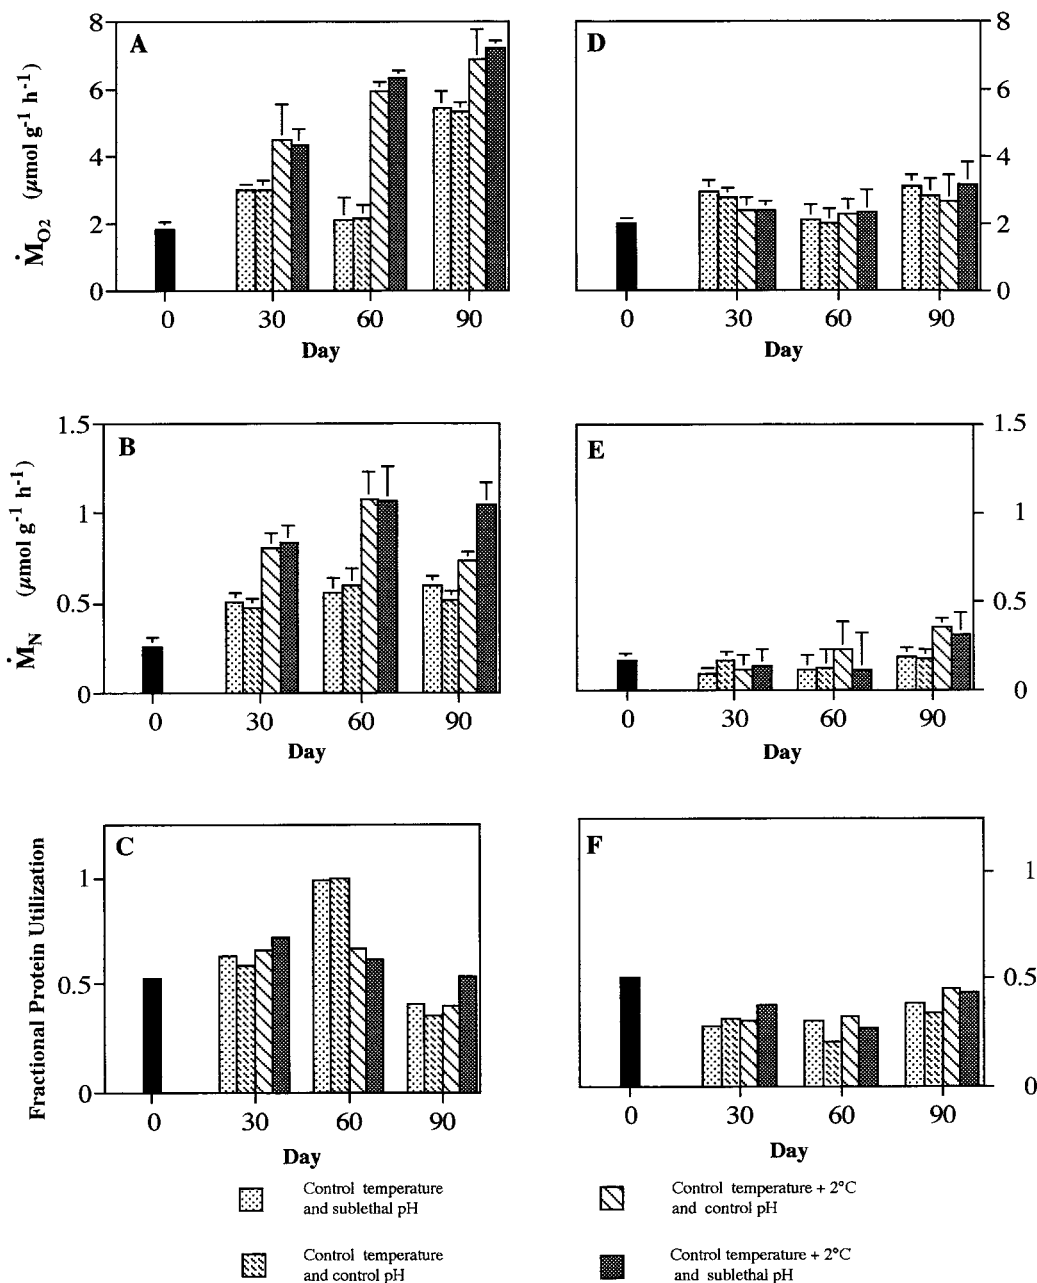 A
D
8
6
4
2
0
8
6
4
2
0
ṀO2 (μmol g-1 h-1)
0 30 60 90
Day
0 30 60 90
Day
B
E
1.5
1
0.5
0
1.5
1
0.5
0
ṀN (μmol g-1 h-1)
0 30 60 90
Day
0 30 60 90
Day
C
F
1
0.5
0
1
0.5
0
Fractional Protein Utilization
0 30 60 90
Day
0 30 60 90
Day
Control temperature
and sublethal pH
Control temperature + 2°C
and control pH
Control temperature
and control pH
Control temperature + 2°C
and sublethal pH